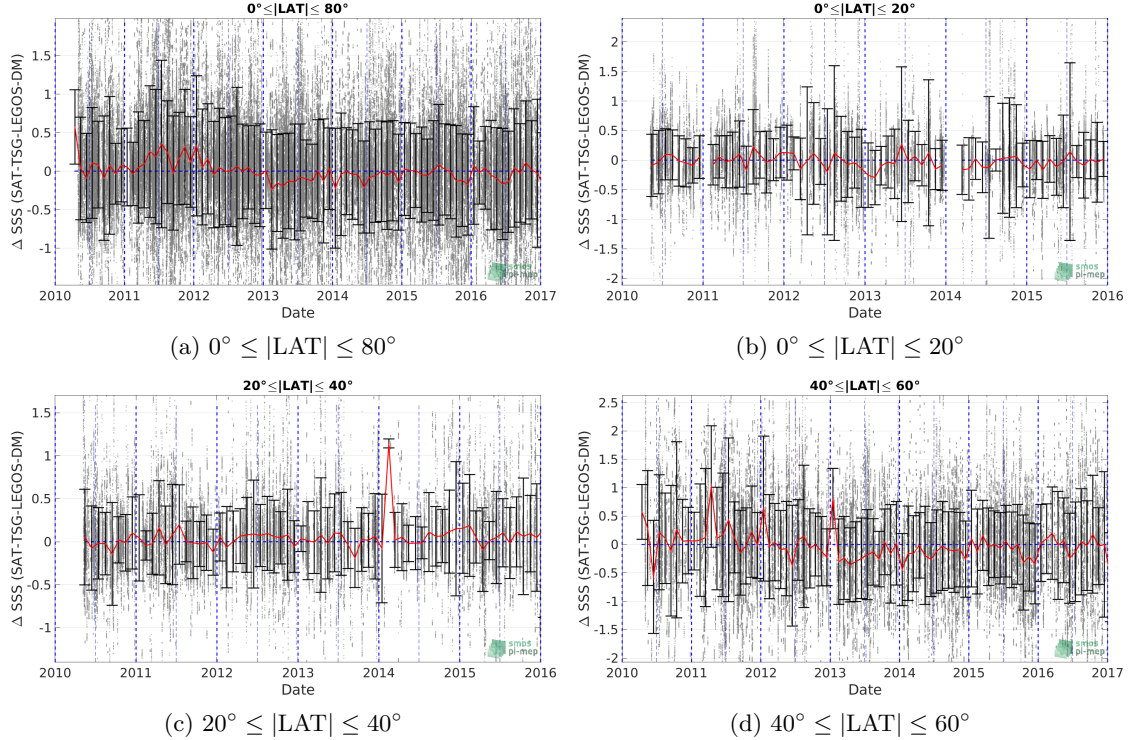 0°≤|LAT|≤ 80°
Δ SSS (SAT-TSG-LEGOS-DM)
1.5
1
0.5
0
-0.5
-1
2010 2011 2012 2013 2014 2015 2016 2017
Date
smos
pi-mep
(a) 0° ≤ |LAT| ≤ 80°
0°≤|LAT|≤ 20°
Δ SSS (SAT-TSG-LEGOS-DM)
2
1.5
1
0.5
0
-0.5
-1
-1.5
-2
2010 2011 2012 2013 2014 2015 2016
Date
smos
pi-mep
(b) 0° ≤ |LAT| ≤ 20°
20°≤|LAT|≤ 40°
Δ SSS (SAT-TSG-LEGOS-DM)
1.5
1
0.5
0
-0.5
-1
2010 2011 2012 2013 2014 2015 2016
Date
smos
pi-mep
(c) 20° ≤ |LAT| ≤ 40°
40°≤|LAT|≤ 60°
Δ SSS (SAT-TSG-LEGOS-DM)
2.5
2
1.5
1
0.5
0
-0.5
-1
-1.5
-2
2010 2011 2012 2013 2014 2015 2016 2017
Date
smos
pi-mep
(d) 40° ≤ |LAT| ≤ 60°